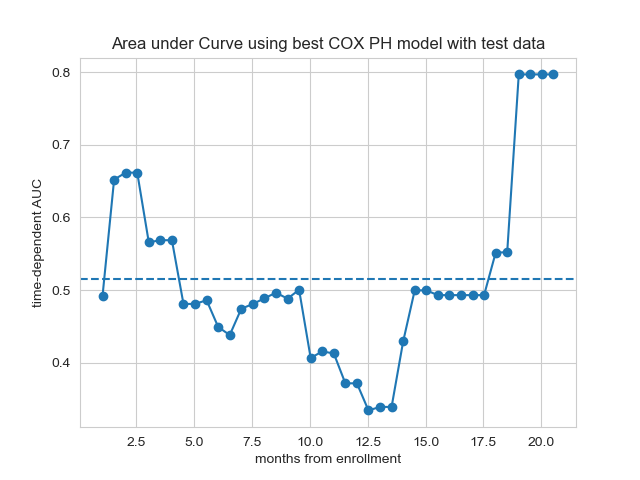 Area under Curve using best COX PH model with test data
time-dependent AUC
0.8
0.7
0.6
0.5
0.4
2.5 5.0 7.5 10.0 12.5 15.0 17.5 20.0
months from enrollment